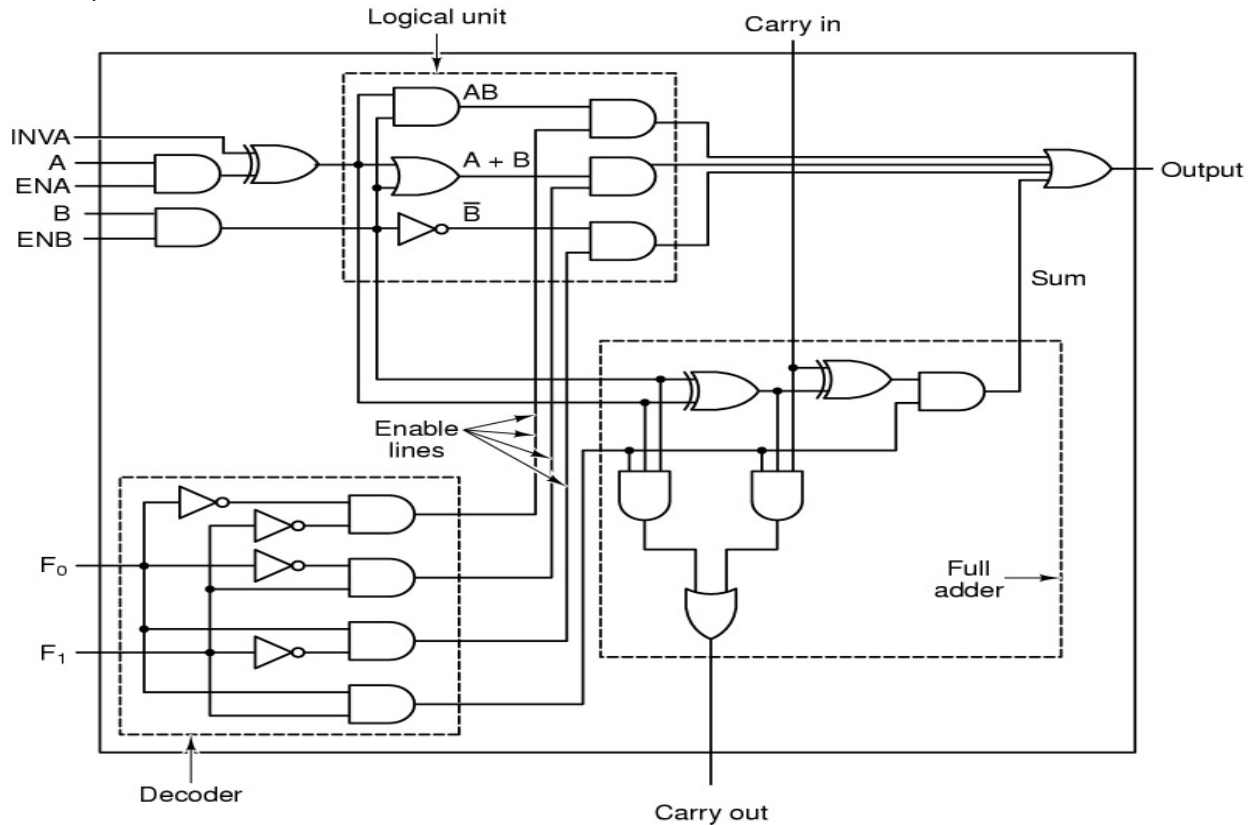 Logical unit
Carry in
INVA
A
ENA
B
ENB
AB
A + B
B̅
Output
Sum
Enable
lines
F₀
F₁
Full
adder
Decoder
Carry out